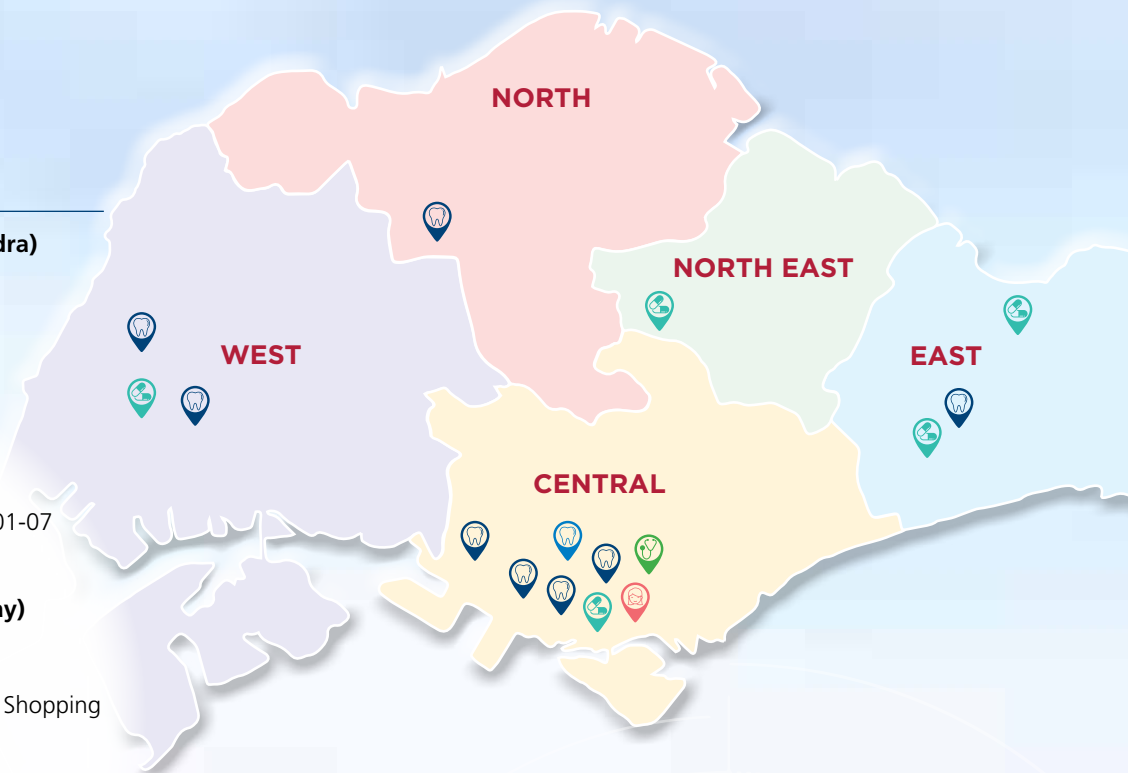 NORTH
dra)
NORTH EAST
WEST
EAST
CENTRAL
01-07
ay)
Shopping